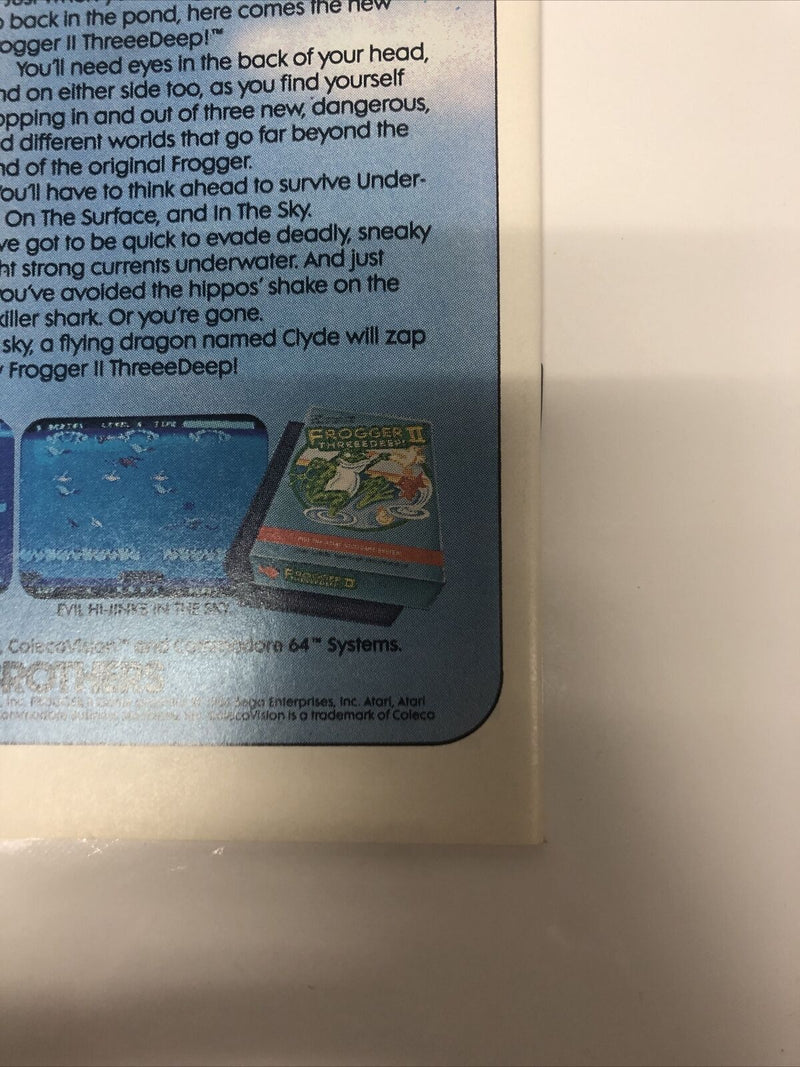 back in the pond, here comes the new
ogger II ThreeeDeep!™
You'll need eyes in the back of your head,
nd on either side too, as you find yourself
opping in and out of three new, dangerous,
d different worlds that go far beyond the
nd of the original Frogger.
ou'll have to think ahead to survive Under-
On The Surface, and In The Sky.
ve got to be quick to evade deadly, sneaky
ht strong currents underwater. And just
ou've avoided the hippos' shake on the
killer shark. Or you're gone.
sky, a flying dragon named Clyde will zap
Frogger II ThreeeDeep!
FROGGER II
THREEEDEEP!
FROGGER II
EVIL HI-JINKS IN THE SKY.
ColecoVision™ and Commodore 64™ Systems.
ROTHERS
Sega Enterprises, Inc. Atari, Atari
ColecoVision is a trademark of Coleco